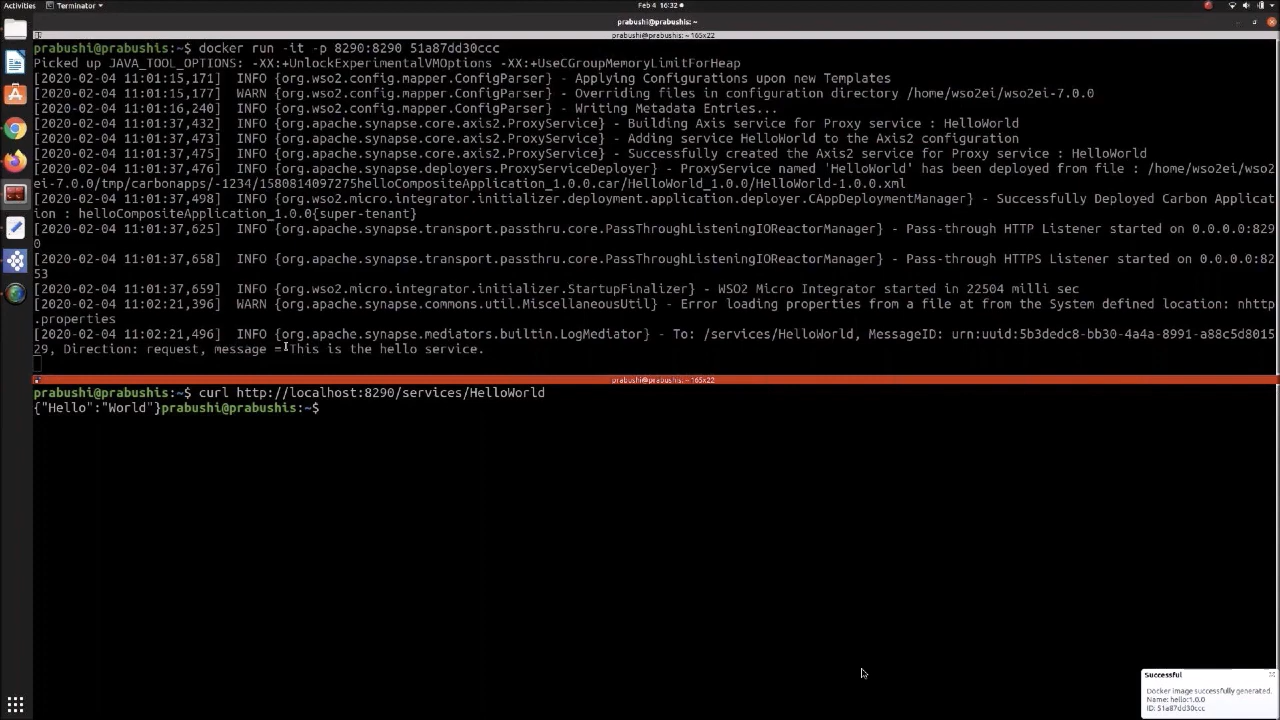 Activities
Terminator
Feb 4 16:32
prabushi@prabushis: ~
prabushi@prabushis: ~ 165x22
prabushi@prabushis:~$ docker run -it -p 8290:8290 51a87dd30ccc
Picked up JAVA_TOOL_OPTIONS: -XX:+UnlockExperimentalVMOptions -XX:+UseCGroupMemoryLimitForHeap
[2020-02-04 11:01:15,171]  INFO {org.wso2.config.mapper.ConfigParser} - Applying Configurations upon new Templates
[2020-02-04 11:01:15,177]  WARN {org.wso2.config.mapper.ConfigParser} - Overriding files in configuration directory /home/wso2ei/wso2ei-7.0.0
[2020-02-04 11:01:16,240]  INFO {org.wso2.config.mapper.ConfigParser} - Writing Metadata Entries...
[2020-02-04 11:01:37,432]  INFO {org.apache.synapse.core.axis2.ProxyService} - Building Axis service for Proxy service : HelloWorld
[2020-02-04 11:01:37,473]  INFO {org.apache.synapse.core.axis2.ProxyService} - Adding service HelloWorld to the Axis2 configuration
[2020-02-04 11:01:37,475]  INFO {org.apache.synapse.core.axis2.ProxyService} - Successfully created the Axis2 service for Proxy service : HelloWorld
[2020-02-04 11:01:37,476]  INFO {org.apache.synapse.deployers.ProxyServiceDeployer} - ProxyService named 'HelloWorld' has been deployed from file : /home/wso2
ei-7.0.0/tmp/carbonapps/-1234/1580814097275helloCompositeApplication_1.0.0.car/HelloWorld_1.0.0/HelloWorld-1.0.0.xml
[2020-02-04 11:01:37,498]  INFO {org.wso2.micro.integrator.initializer.deployment.application.deployer.CAppDeploymentManager} - Successfully Deployed Carbon Applicat
ion : helloCompositeApplication_1.0.0{super-tenant}
[2020-02-04 11:01:37,625]  INFO {org.apache.synapse.transport.passthru.core.PassThroughListeningIOReactorManager} - Pass-through HTTP Listener started on 0.0.0.0:829
0
[2020-02-04 11:01:37,658]  INFO {org.apache.synapse.transport.passthru.core.PassThroughListeningIOReactorManager} - Pass-through HTTPS Listener started on 0.0.0.0:82
53
[2020-02-04 11:01:37,659]  INFO {org.wso2.micro.integrator.initializer.StartupFinalizer} - WSO2 Micro Integrator started in 22504 milli sec
[2020-02-04 11:02:21,396]  WARN {org.apache.synapse.commons.util.MiscellaneousUtil} - Error loading properties from a file at from the System defined location: nhttp
.properties
[2020-02-04 11:02:21,496]  INFO {org.apache.synapse.mediators.builtin.LogMediator} - To: /services/HelloWorld, MessageID: urn:uuid:5b3dedc8-bb30-4a4a-8991-a88c5d8015
29, Direction: request, message = This is the hello service.
prabushi@prabushis: ~ 165x22
prabushi@prabushis:~$ curl http://localhost:8290/services/HelloWorld
{"Hello":"World"}prabushi@prabushis:~$
Successful
Docker image successfully generated.
Name: hello:1.0.0
ID: 51a87dd30ccc